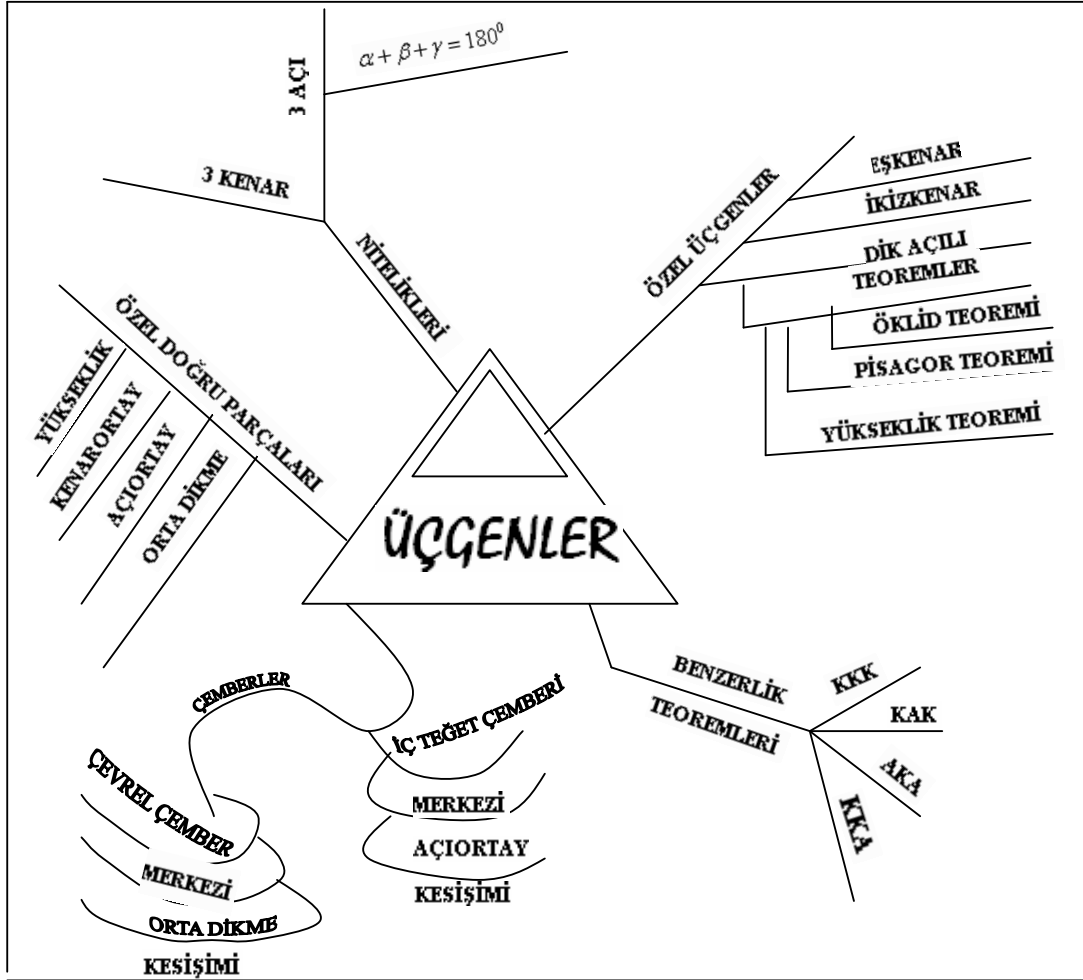 α + β + γ = 180⁰
3 AÇI
3 KENAR
NİTELİKLERİ
ÖZEL ÜÇGENLER
EŞKENAR
İKİZKENAR
DİK AÇILI
TEOREMLER
ÖKLİD TEOREMİ
PİSAGOR TEOREMİ
YÜKSEKLİK TEOREMİ
ÖZEL DOĞRU PARÇALARI
YÜKSEKLİK
KENARORTAY
AÇIORTAY
ORTA DİKME
ÜÇGENLER
BENZERLİK
TEOREMLERİ
KKK
KAK
AKA
KKA
ÇEMBERLER
İÇ TEĞET ÇEMBERİ
MERKEZİ
AÇIORTAY
KESİŞİMİ
ÇEVREL ÇEMBER
MERKEZİ
ORTA DİKME
KESİŞİMİ